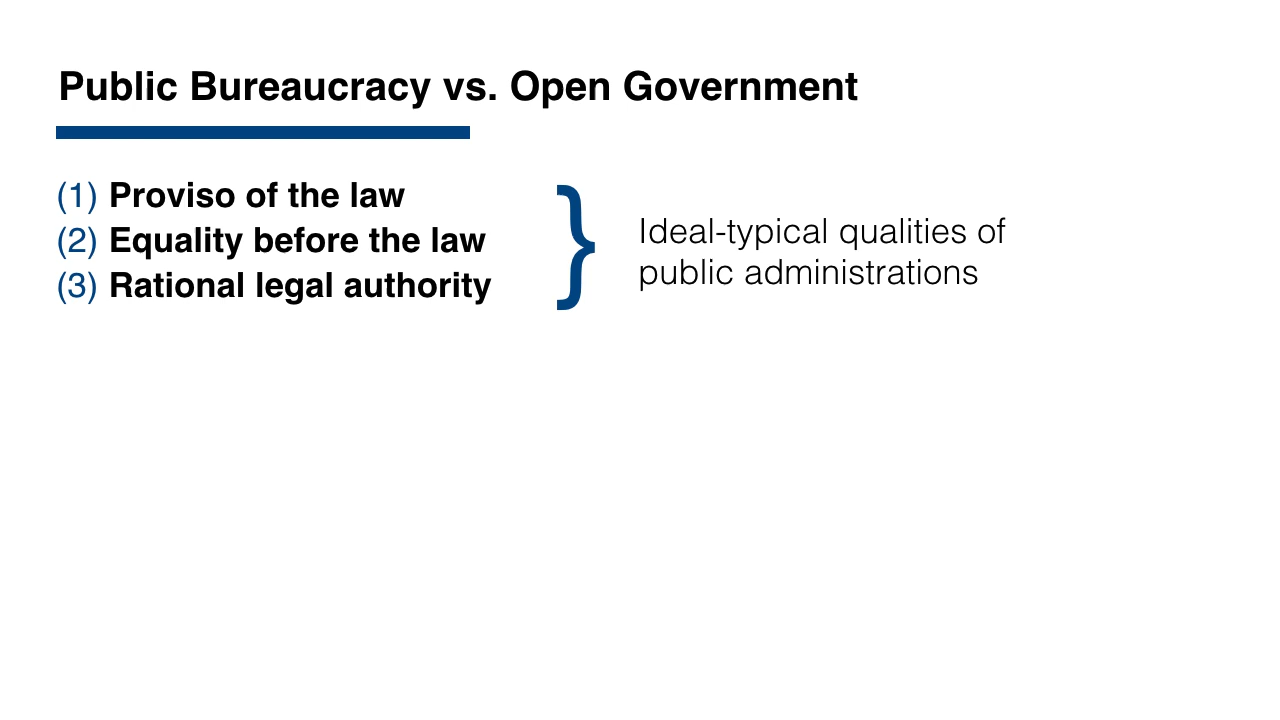 Public Bureaucracy vs. Open Government
(1) Proviso of the law
(2) Equality before the law
(3) Rational legal authority
}
Ideal-typical qualities of
public administrations